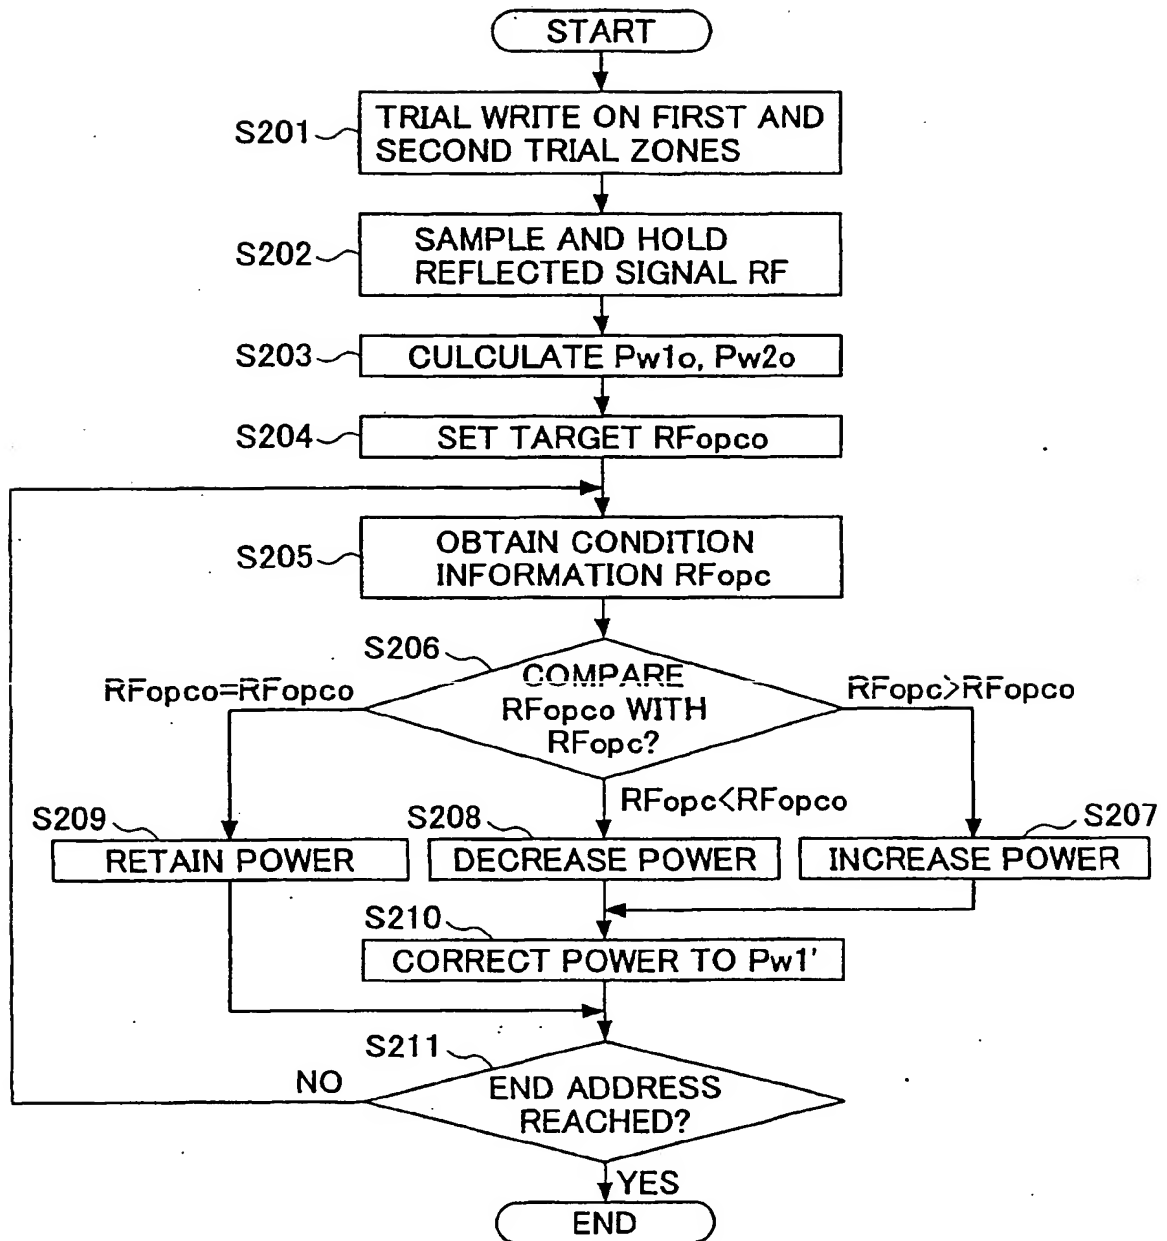 START
S201
TRIAL WRITE ON FIRST AND
SECOND TRIAL ZONES
S202
SAMPLE AND HOLD
REFLECTED SIGNAL RF
S203
CULCULATE Pw1o, Pw2o
S204
SET TARGET RFopco
S205
OBTAIN CONDITION
INFORMATION RFopc
S206
COMPARE
RFopco WITH
RFopc?
RFopco=RFopco
RFopc>RFopco
RFopc<RFopco
S209
RETAIN POWER
S208
DECREASE POWER
S207
INCREASE POWER
S210
CORRECT POWER TO Pw1'
S211
END ADDRESS
REACHED?
NO
YES
END